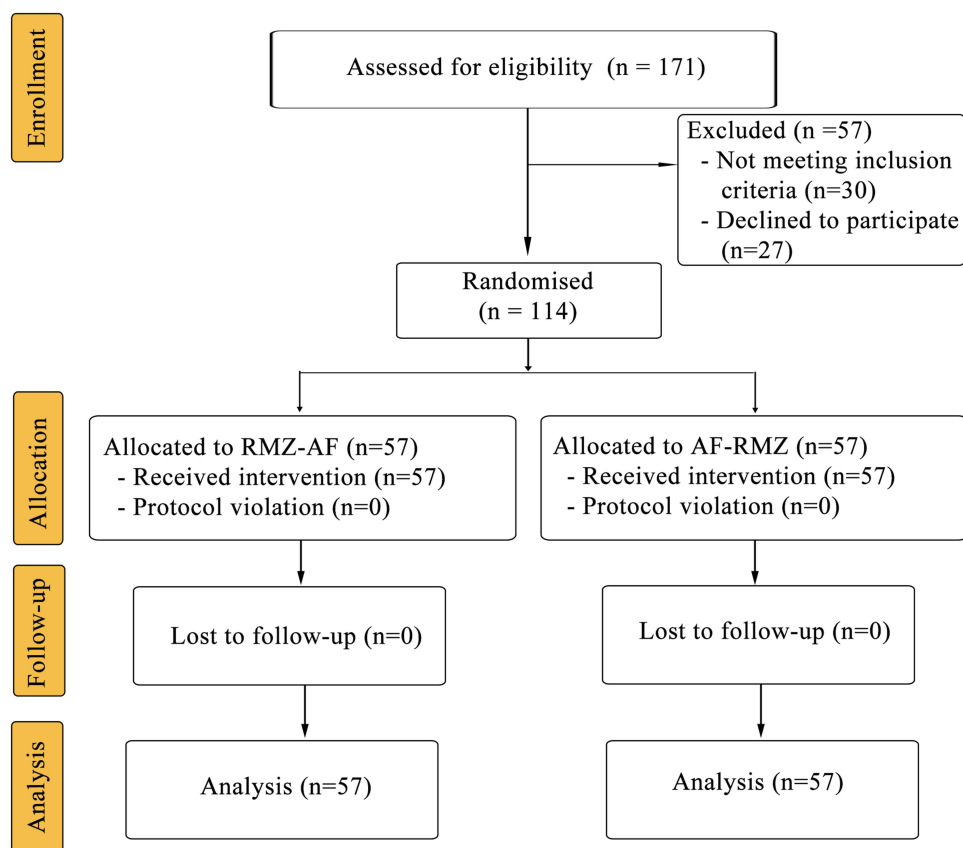 Enrollment
Assessed for eligibility (n = 171)
Excluded (n =57)
- Not meeting inclusion
criteria (n=30)
- Declined to participate
(n=27)
Randomised
(n = 114)
Allocation
Allocated to RMZ-AF (n=57)
- Received intervention (n=57)
- Protocol violation (n=0)
Allocated to AF-RMZ (n=57)
- Received intervention (n=57)
- Protocol violation (n=0)
Follow-up
Lost to follow-up (n=0)
Lost to follow-up (n=0)
Analysis
Analysis (n=57)
Analysis (n=57)